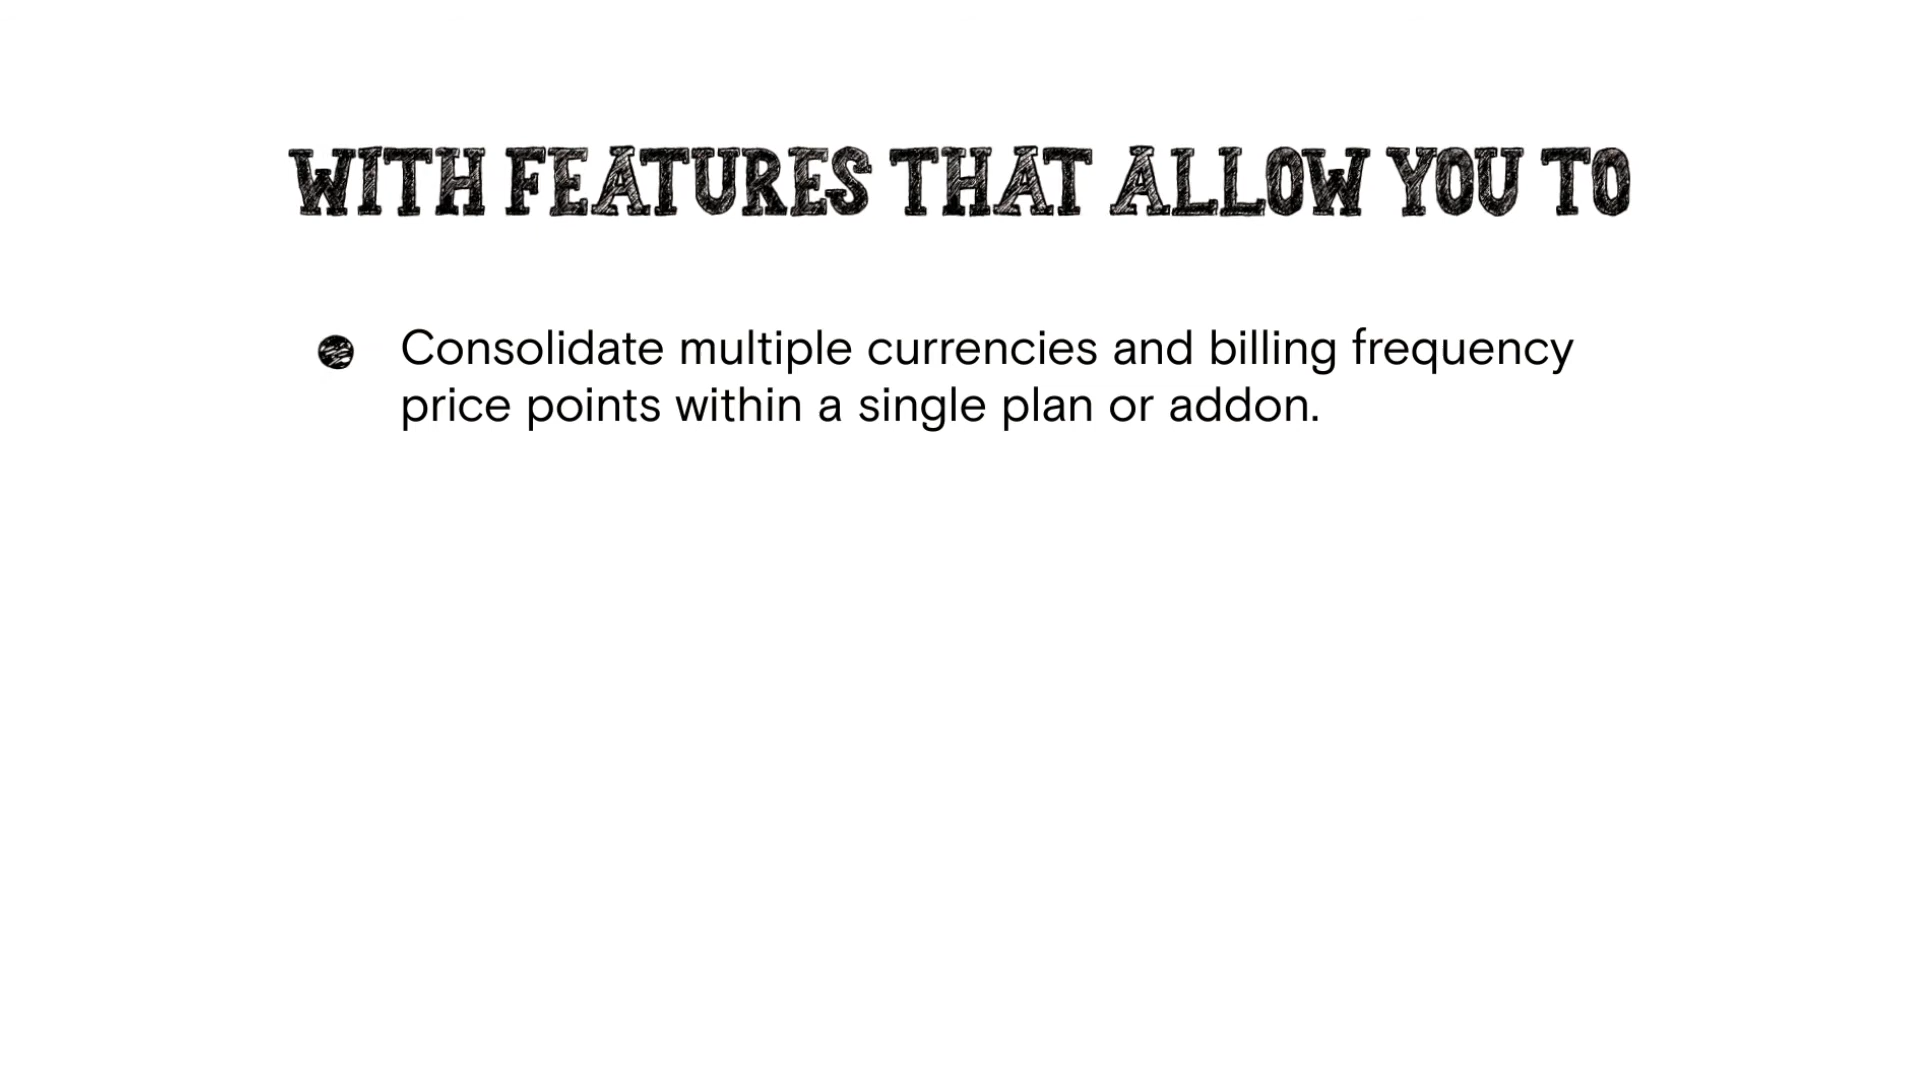 WITH FEATURES THAT ALLOW YOU TO
Consolidate multiple currencies and billing frequency
price points within a single plan or addon.